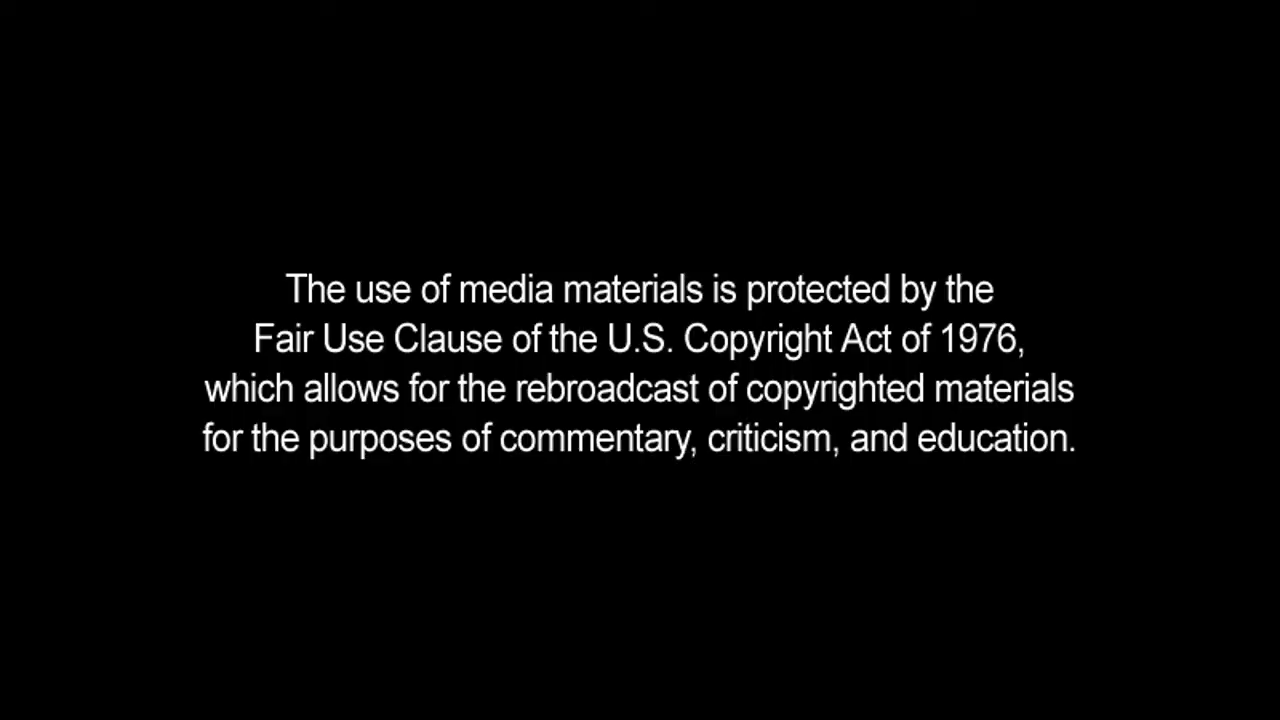 The use of media materials is protected by the
Fair Use Clause of the U.S. Copyright Act of 1976,
which allows for the rebroadcast of copyrighted materials
for the purposes of commentary, criticism, and education.